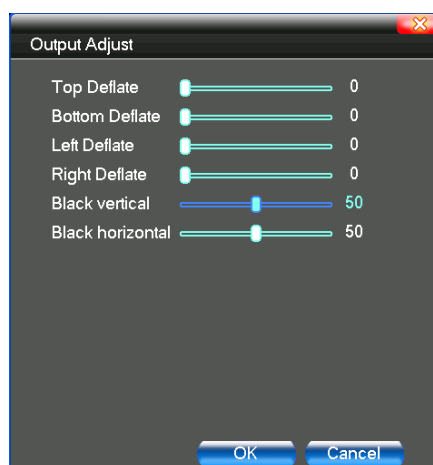 Output Adjust
Top Deflate 0
Bottom Deflate 0
Left Deflate 0
Right Deflate 0
Black vertical 50
Black horizontal 50
OK Cancel